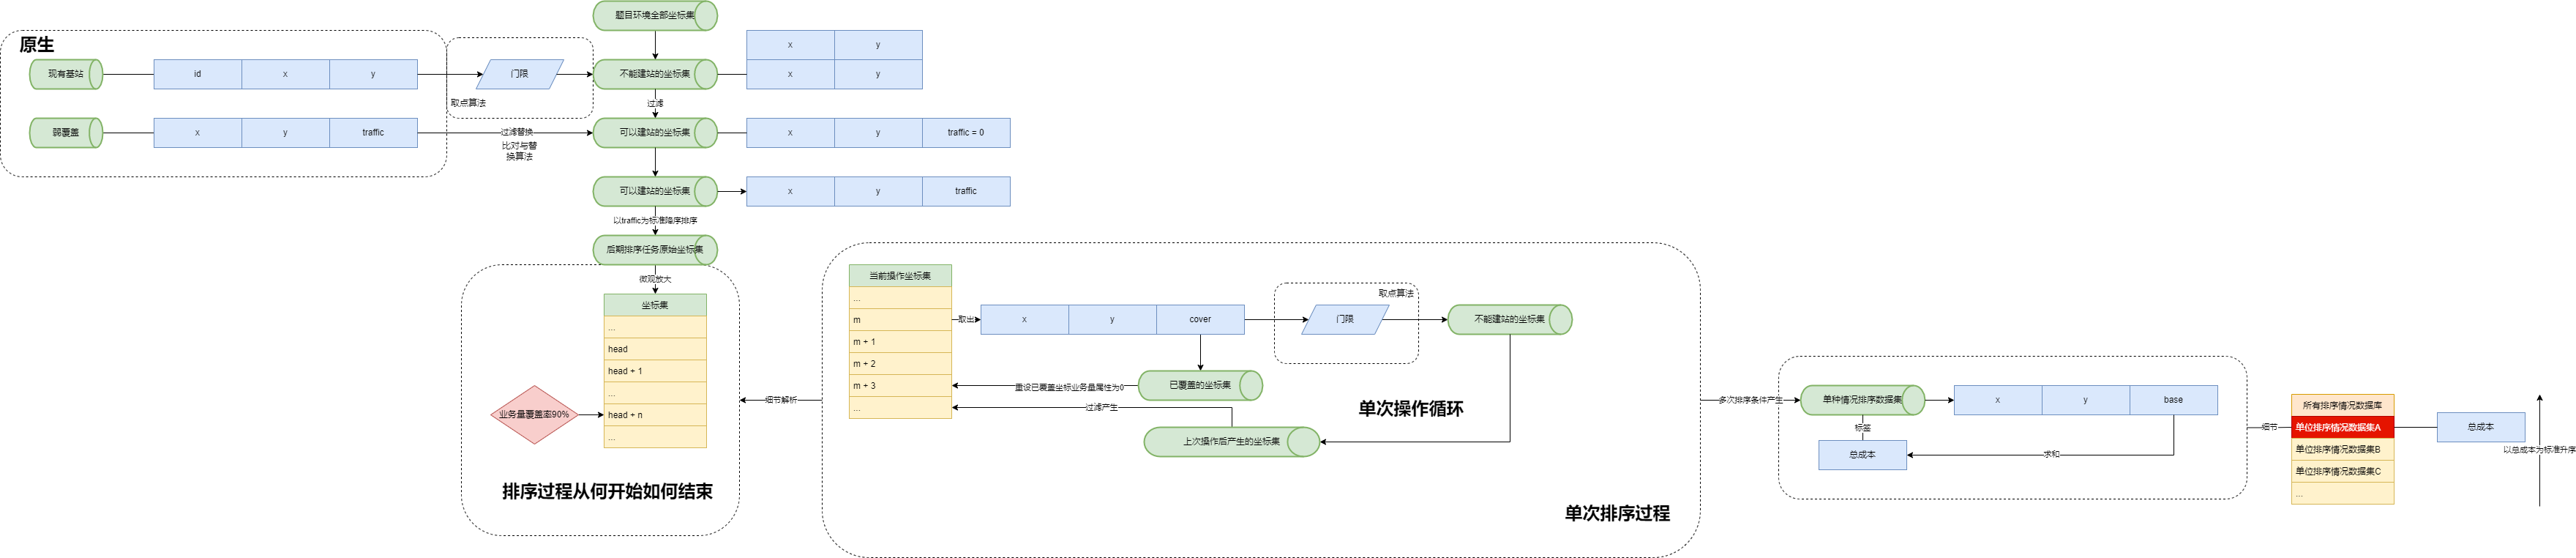 题目环境全部坐标集
原生
现有基站
id
x
y
门限
取点算法
不能建站的坐标集
x
y
x
y
过滤
弱覆盖
x
y
traffic
过滤替换
比对与替
换算法
可以建站的坐标集
x
y
traffic = 0
可以建站的坐标集
x
y
traffic
以traffic为标准降序排序
后期排序任务原始坐标集
微观放大
坐标集
...
head
head + 1
...
head + n
...
业务量覆盖率90%
排序过程从何开始如何结束
细节解析
当前操作坐标集
...
m
m + 1
m + 2
m + 3
...
取出
x
y
cover
取点算法
门限
不能建站的坐标集
已覆盖的坐标集
重设已覆盖坐标业务量属性为0
过滤产生
上次操作后产生的坐标集
单次操作循环
单次排序过程
多次排序条件产生
单种情况排序数据集
x
y
base
标签
总成本
求和
细节
所有排序情况数据库
单位排序情况数据集A
单位排序情况数据集B
单位排序情况数据集C
...
总成本
以总成本为标准升序